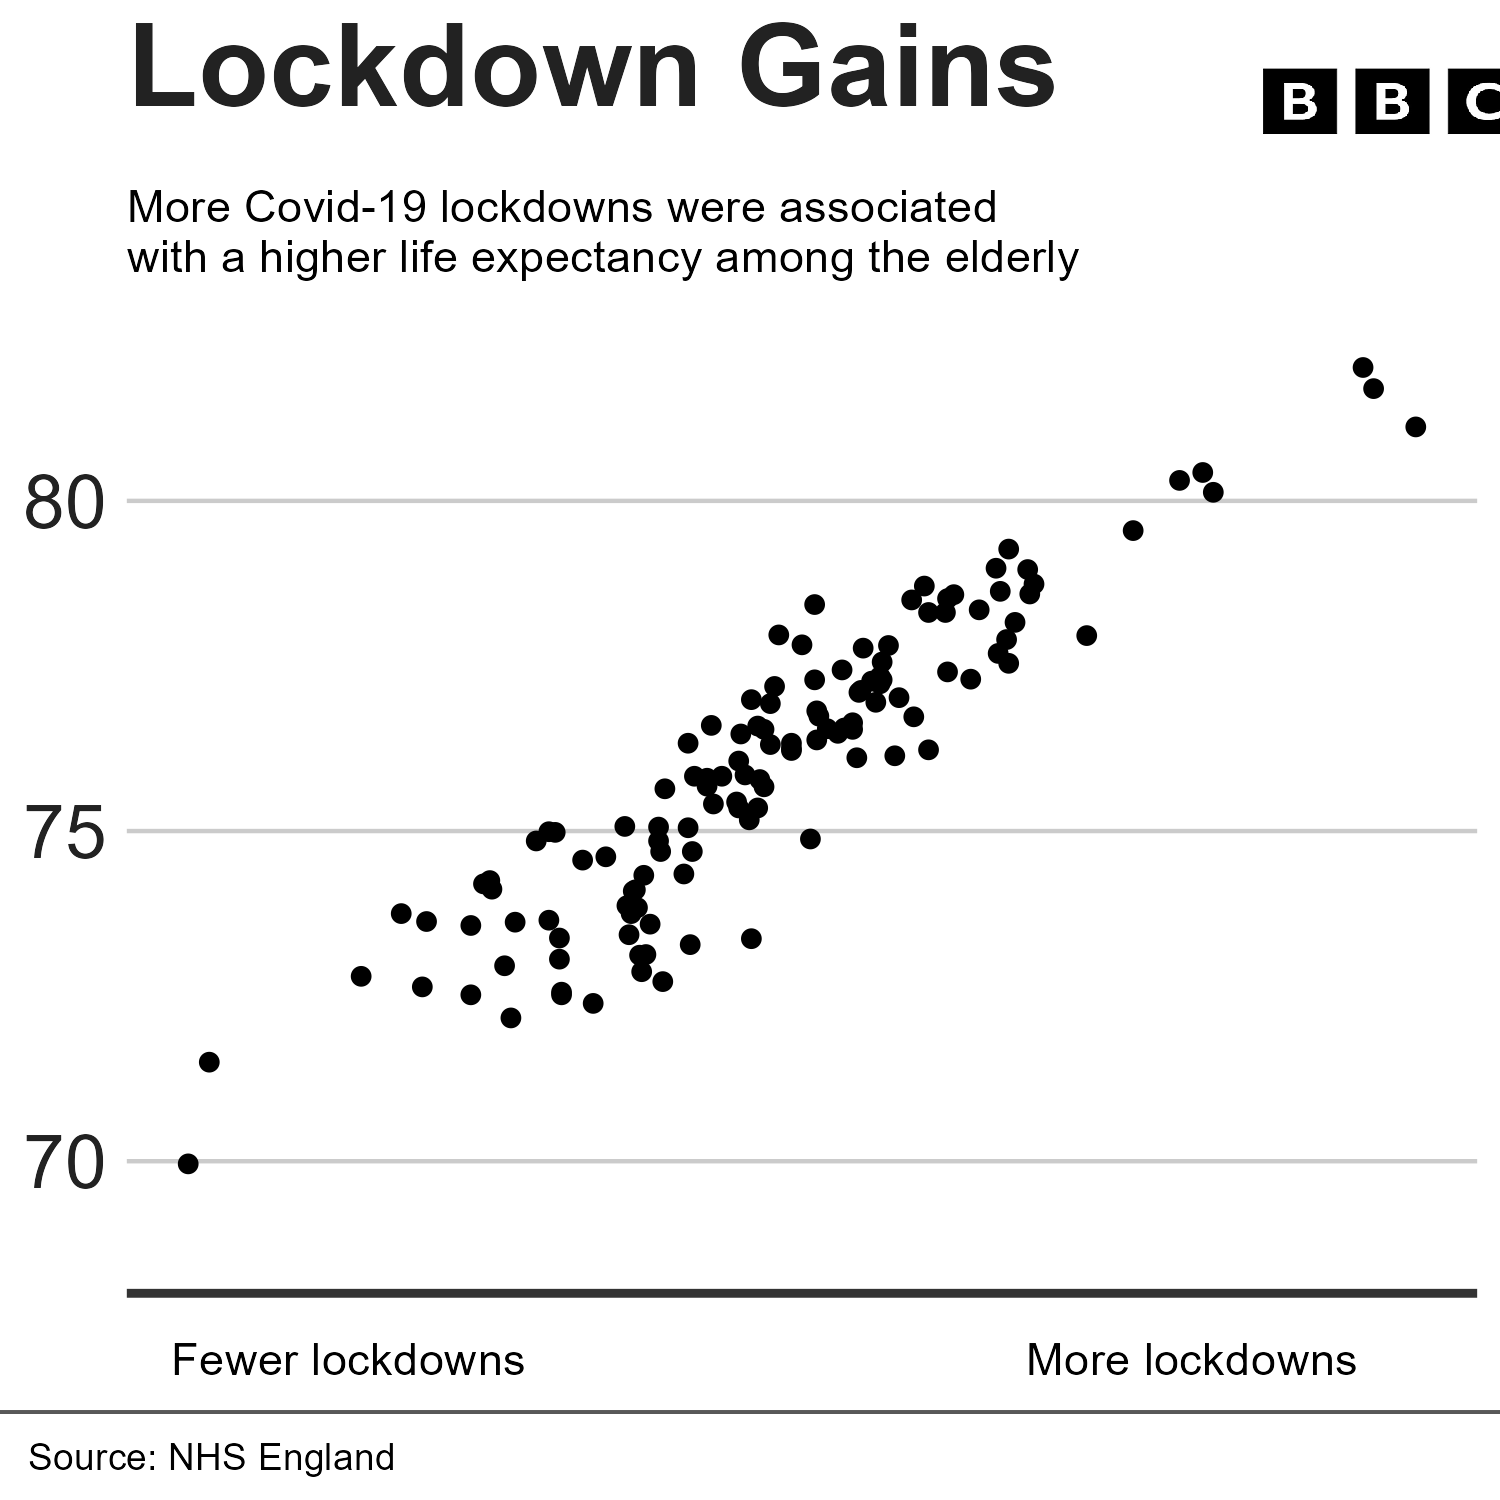 Lockdown Gains
B B C
More Covid-19 lockdowns were associated
with a higher life expectancy among the elderly
80
75
70
Fewer lockdowns More lockdowns
Source: NHS England